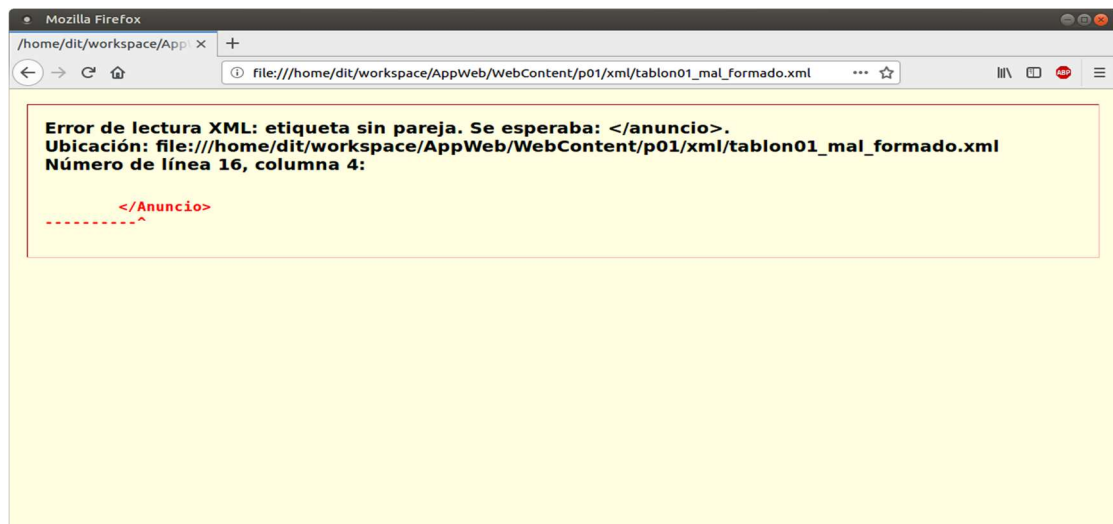 Mozilla Firefox
/home/dit/workspace/App
file:///home/dit/workspace/AppWeb/WebContent/p01/xml/tablon01_mal_formado.xml
ABP
Error de lectura XML: etiqueta sin pareja. Se esperaba: </anuncio>.
Ubicación: file:///home/dit/workspace/AppWeb/WebContent/p01/xml/tablon01_mal_formado.xml
Número de línea 16, columna 4:
</Anuncio>
----------^